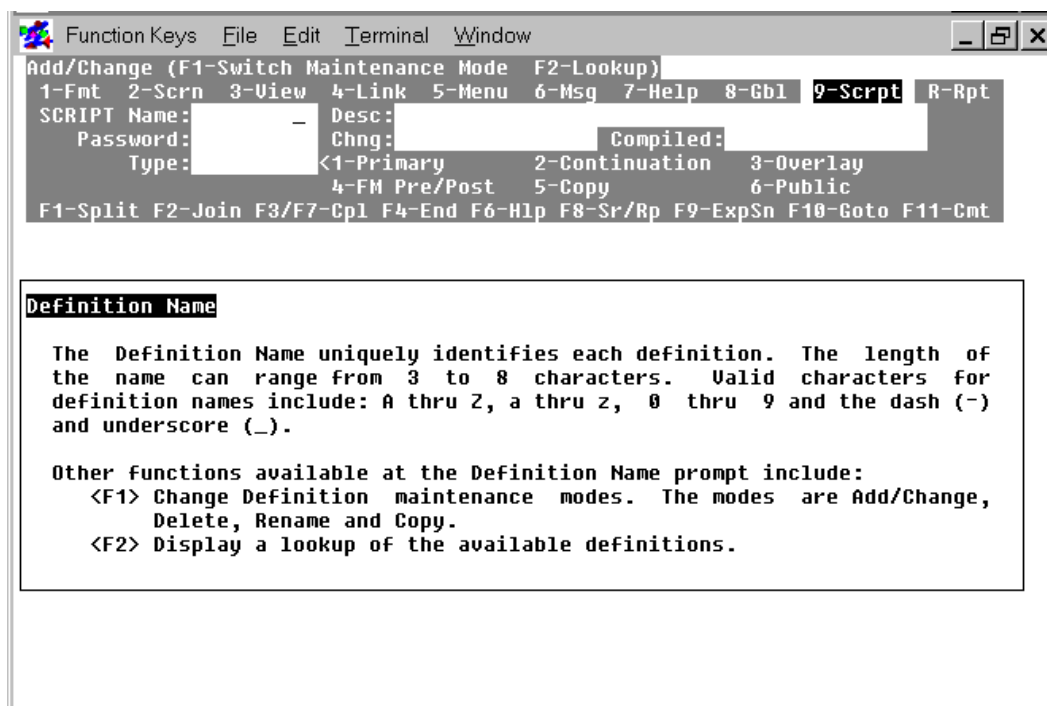 Function Keys File Edit Terminal Window
Add/Change (F1-Switch Maintenance Mode F2-Lookup)
1-Fmt 2-Scrn 3-View 4-Link 5-Menu 6-Msg 7-Help 8-Gbl 9-Scrpt R-Rpt
SCRIPT Name: _ Desc:
Password: Chng: Compiled:
Type: <1-Primary 2-Continuation 3-Overlay
4-FM Pre/Post 5-Copy 6-Public
F1-Split F2-Join F3/F7-Cpl F4-End F6-Hlp F8-Sr/Rp F9-ExpSn F10-Goto F11-Cmt
Definition Name
The Definition Name uniquely identifies each definition. The length of
the name can range from 3 to 8 characters. Valid characters for
definition names include: A thru Z, a thru z, 0 thru 9 and the dash (-)
and underscore (_).
Other functions available at the Definition Name prompt include:
<F1> Change Definition maintenance modes. The modes are Add/Change,
Delete, Rename and Copy.
<F2> Display a lookup of the available definitions.